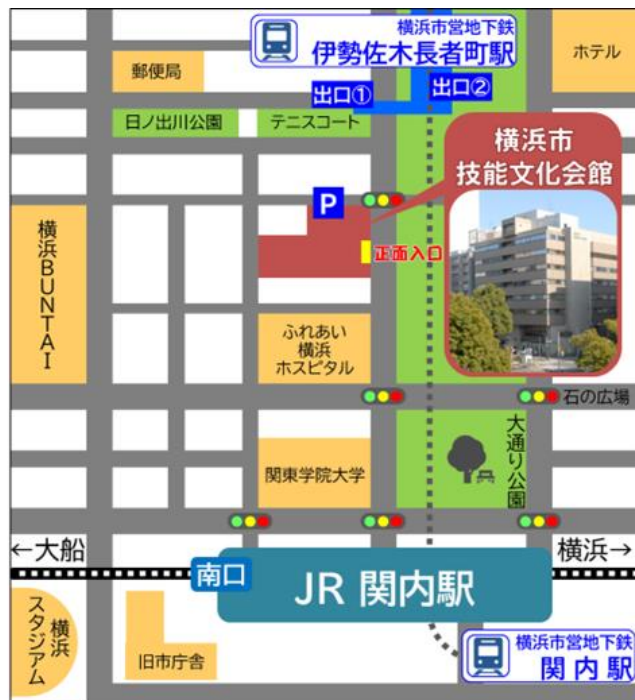 横浜市営地下鉄
伊勢佐木長者町駅
ホテル
郵便局
出口①
出口②
日ノ出川公園
テニスコート
横浜市
技能文化会館
P
正面入口
横浜BUNTAI
ふれあい
横浜
ホスピタル
石の広場
大通り公園
関東学院大学
←大船
横浜→
南口
JR 関内駅
横浜
スタジアム
旧市庁舎
横浜市営地下鉄
関内駅